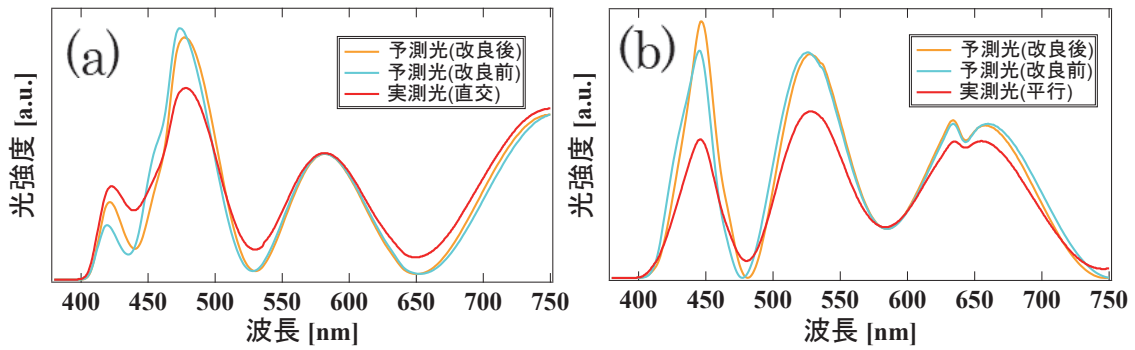 (a)
予測光(改良後)
予測光(改良前)
実測光(直交)
光強度 [a.u.]
400 450 500 550 600 650 700 750
波長 [nm]
(b)
予測光(改良後)
予測光(改良前)
実測光(平行)
光強度 [a.u.]
400 450 500 550 600 650 700 750
波長 [nm]